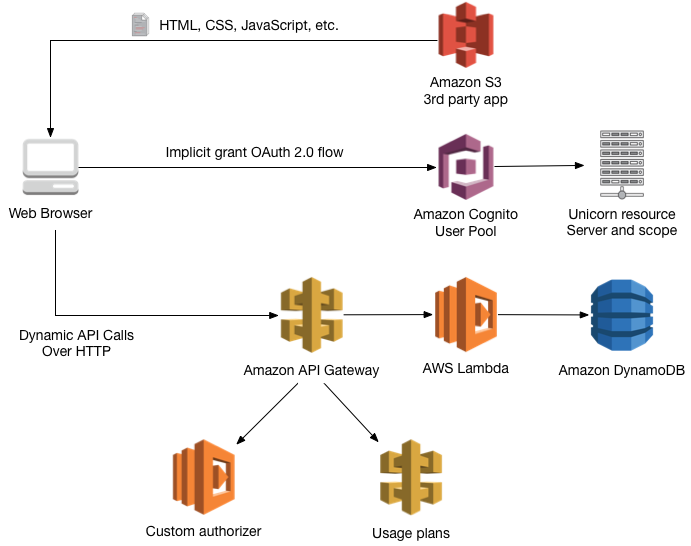 HTML, CSS, JavaScript, etc.
Amazon S3
3rd party app
Implicit grant OAuth 2.0 flow
Web Browser
Amazon Cognito
User Pool
Unicorn resource
Server and scope
Dynamic API Calls
Over HTTP
Amazon API Gateway
AWS Lambda
Amazon DynamoDB
Custom authorizer
Usage plans